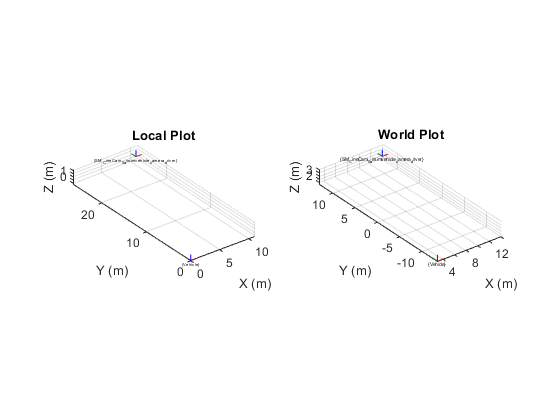 Local Plot
World Plot
Z (m)
1
0
20
10
0
Y (m)
0
5
10
X (m)
{Vehicle}
Z (m)
3
2
10
5
0
-5
-10
Y (m)
4
8
12
X (m)
{Vehicle}